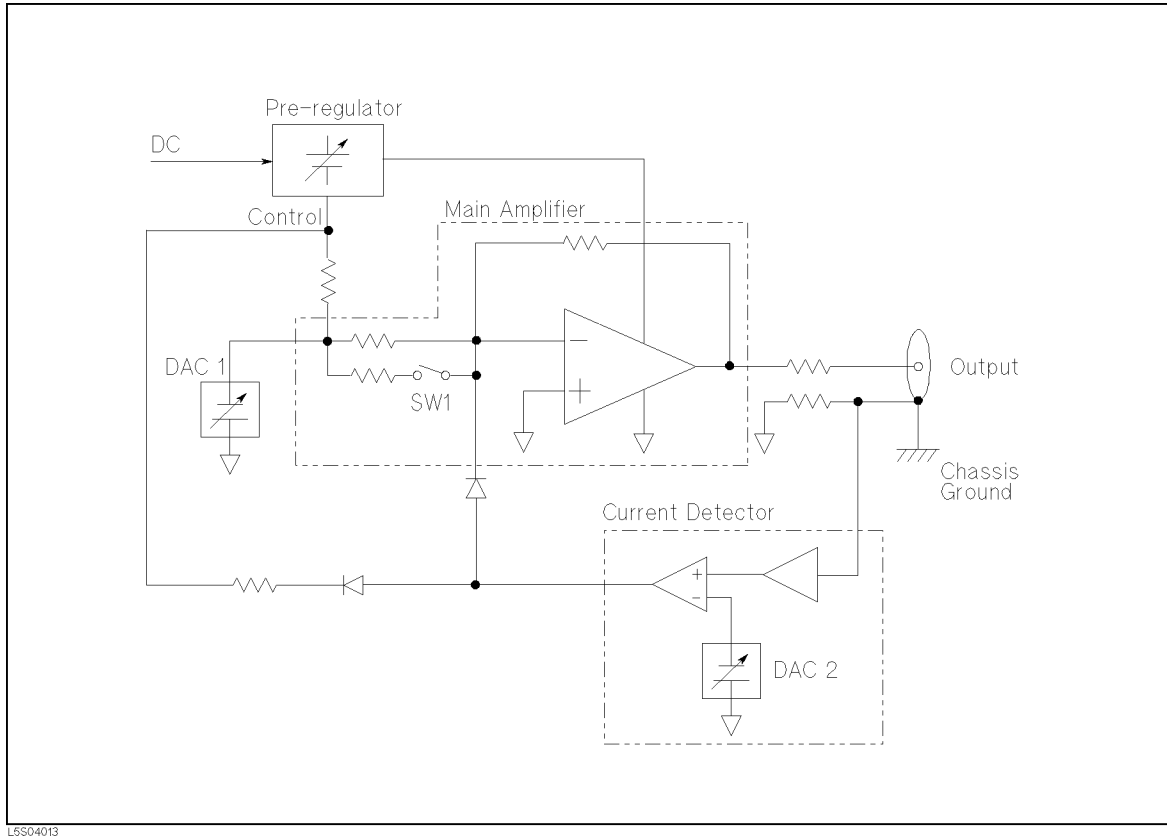 Pre-regulator
DC
Control
Main Amplifier
DAC 1
SW1
−
+
Output
Chassis
Ground
Current Detector
+
−
DAC 2
L5S04013